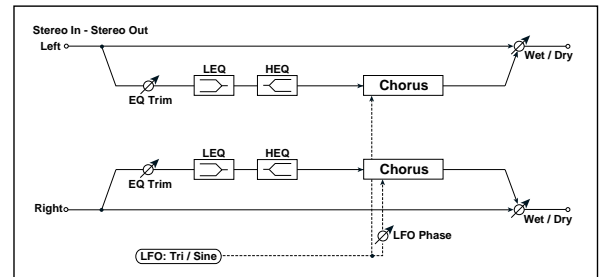 Stereo In - Stereo Out
Left
Wet / Dry
LEQ
HEQ
EQ Trim
Chorus
LEQ
HEQ
EQ Trim
Chorus
Right
Wet / Dry
LFO Phase
LFO: Tri / Sine